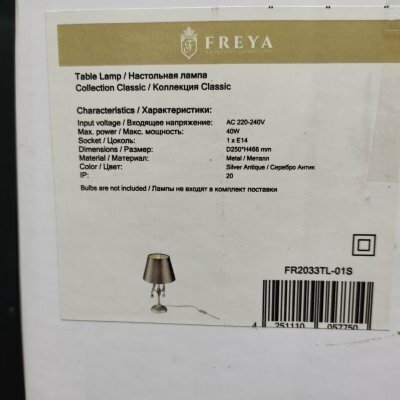 FREYA
Table Lamp / Настольная лампа
Collection Classic / Коллекция Classic
Characteristics / Характеристики:
Input voltage / Входящее напряжение: AC 220-240V
Max. power / Макс. мощность: 40W
Socket / Цоколь: 1 x E14
Dimensions / Размер: D250*H466 mm
Material / Материал: Metal / Металл
Color / Цвет: Silver Antique / Серебро Антик
IP: 20
Bulbs are not included / Лампы не входят в комплект поставки
FR2033TL-01S
4 251110 057750